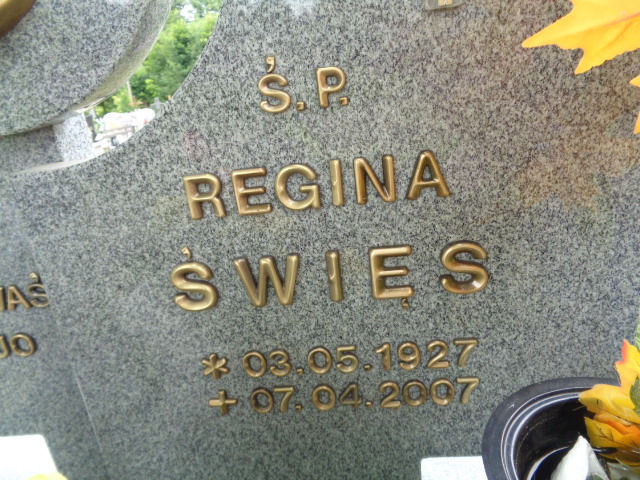 Ś.P.
REGINA
ŚWIĘS
* 03.05.1927
+ 07.04.2007